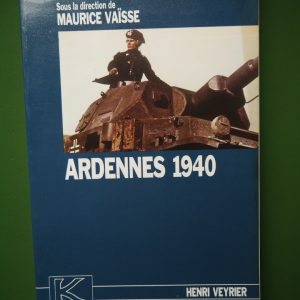 Sous la direction de
MAURICE VAÏSSE
ARDENNES 1940
K
HENRI VEYRIER